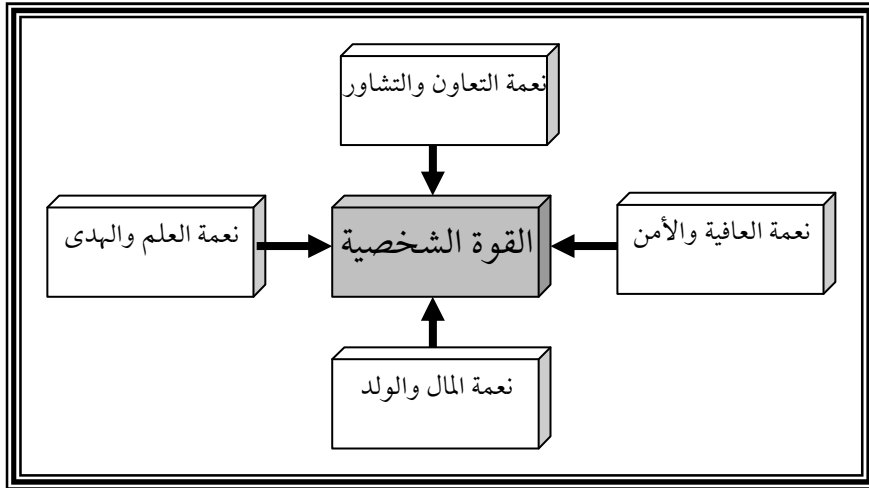 نعمة التعاون والتشاور
نعمة العافية والأمن
القوة الشخصية
نعمة العلم والهدى
نعمة المال والولد